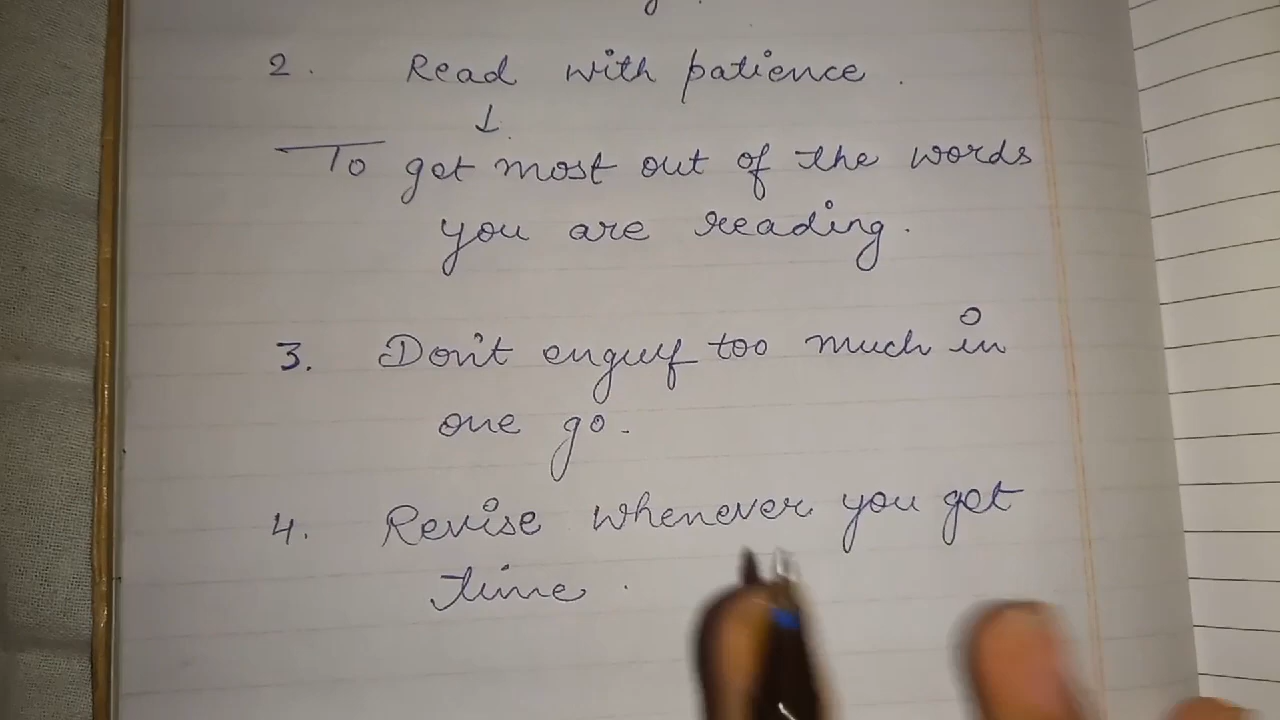 2. Read with patience.
↓
To get most out of the words
you are reading.
3. Don't engulf too much in
one go.
4. Revise whenever you get
time.